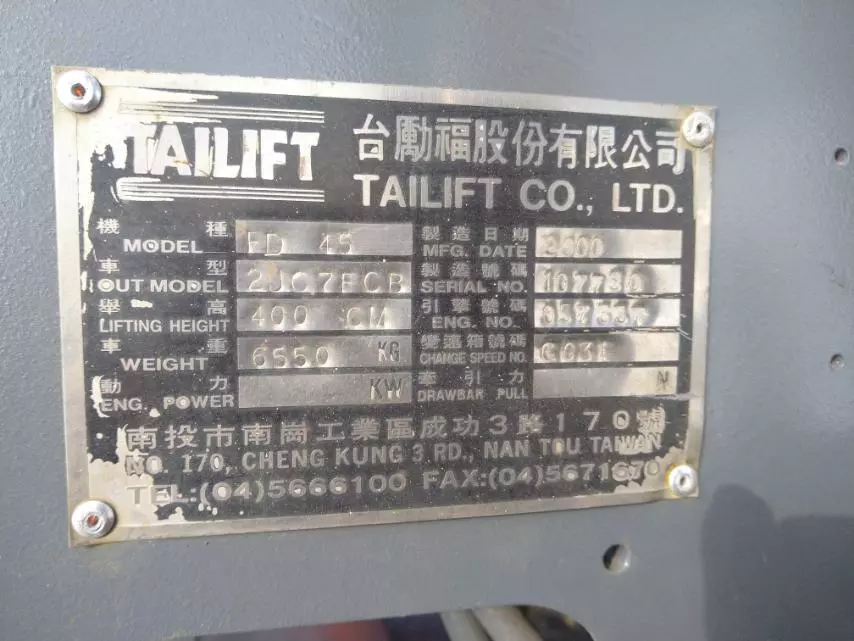 TAILIFT 台勵福股份有限公司
TAILIFT CO., LTD.
機種 製造日期
MODEL FD 45 MFG. DATE 2000
車型 製造號碼
OUT MODEL SERIAL NO.
舉高 引擎號碼
LIFTING HEIGHT 400 CM ENG. NO.
車重 變速箱號碼
WEIGHT 6550 KG CHANGE SPEED NO.
動力 牽引力
ENG. POWER KW DRAWBAR PULL N
南投市南崗工業區成功3路170號
NO. 170, CHENG KUNG 3 RD., NAN TOU TAIWAN
TEL:(04)5666100 FAX:(04)5671670